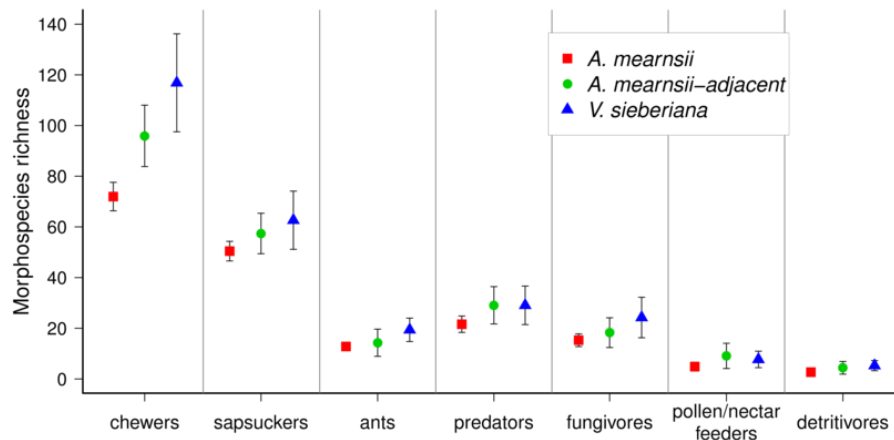 Morphospecies richness
140
120
100
80
60
40
20
0
A. mearnsii
A. mearnsii−adjacent
V. sieberiana
chewers
sapsuckers
ants
predators
fungivores
pollen/nectar
feeders
detritivores